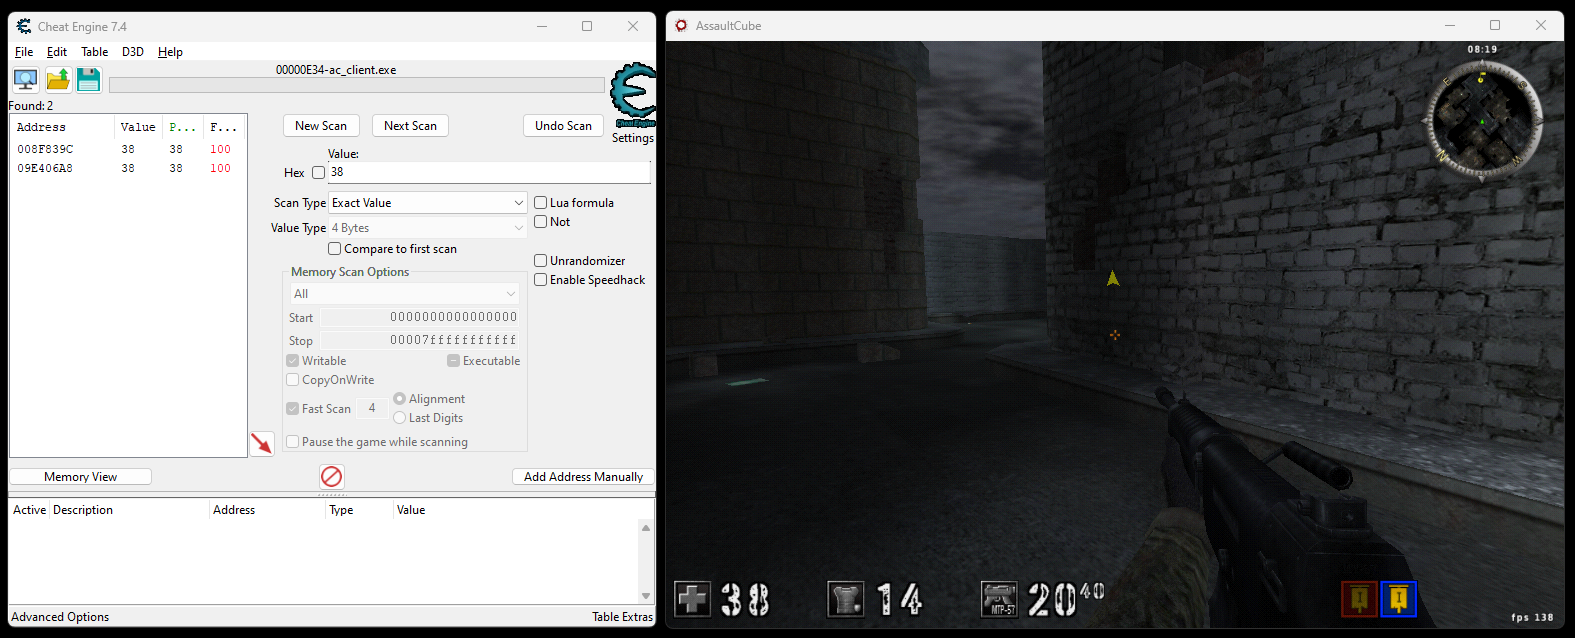 Cheat Engine 7.4
File Edit Table D3D Help
00000E34-ac_client.exe
Cheat Engine
Settings
Found: 2
Address Value P... F...
008F839C 38 38 100
09E406A8 38 38 100
New Scan Next Scan Undo Scan
Value:
Hex 38
Scan Type Exact Value
Lua formula
Value Type 4 Bytes
Not
Compare to first scan
Unrandomizer
Enable Speedhack
Memory Scan Options
All
Start 0000000000000000
Stop 00007fffffffffff
Writable Executable
CopyOnWrite
Fast Scan 4 Alignment
Last Digits
Pause the game while scanning
Memory View
Add Address Manually
Active Description Address Type Value
Advanced Options Table Extras
AssaultCube
08:19
E S
N W
38 14 MTP-57 20 40
fps 138